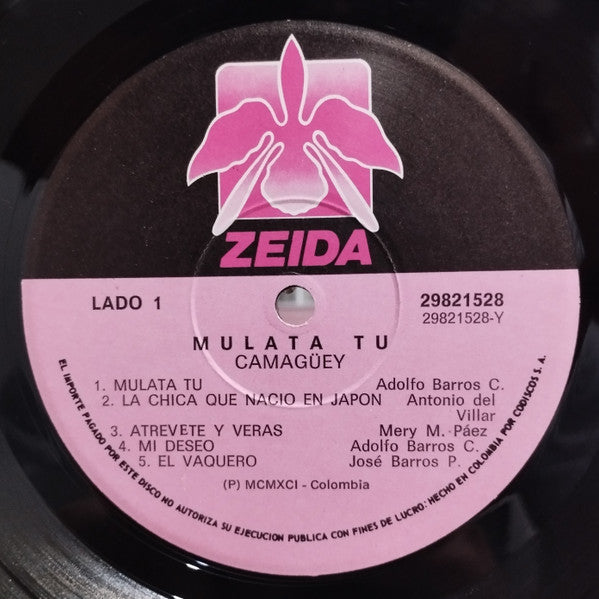 ZEIDA
LADO 1
29821528
29821528-Y
MULATA TU
CAMAGÜEY
1. MULATA TU Adolfo Barros C.
2. LA CHICA QUE NACIO EN JAPON Antonio del
Villar
3. ATREVETE Y VERAS Mery M. Páez
4. MI DESEO Adolfo Barros C.
5. EL VAQUERO José Barros P.
(P) MCMXCI - Colombia
EL IMPORTE PAGADO POR ESTE DISCO NO AUTORIZA SU EJECUCION PUBLICA CON FINES DE LUCRO: HECHO EN COLOMBIA POR CODISCOS S. A.